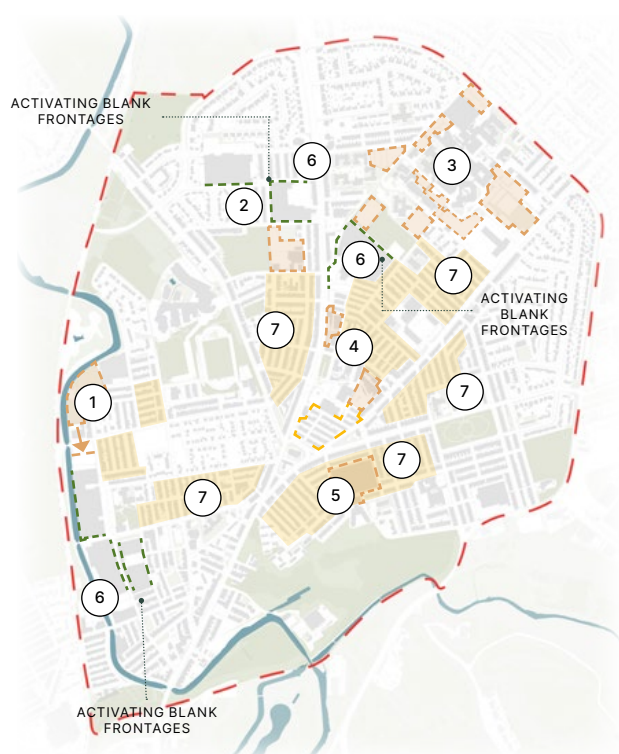 ACTIVATING BLANK
FRONTAGES
6
3
2
6
7
ACTIVATING
BLANK
FRONTAGES
7
4
7
1
7
5
7
6
ACTIVATING BLANK
FRONTAGES